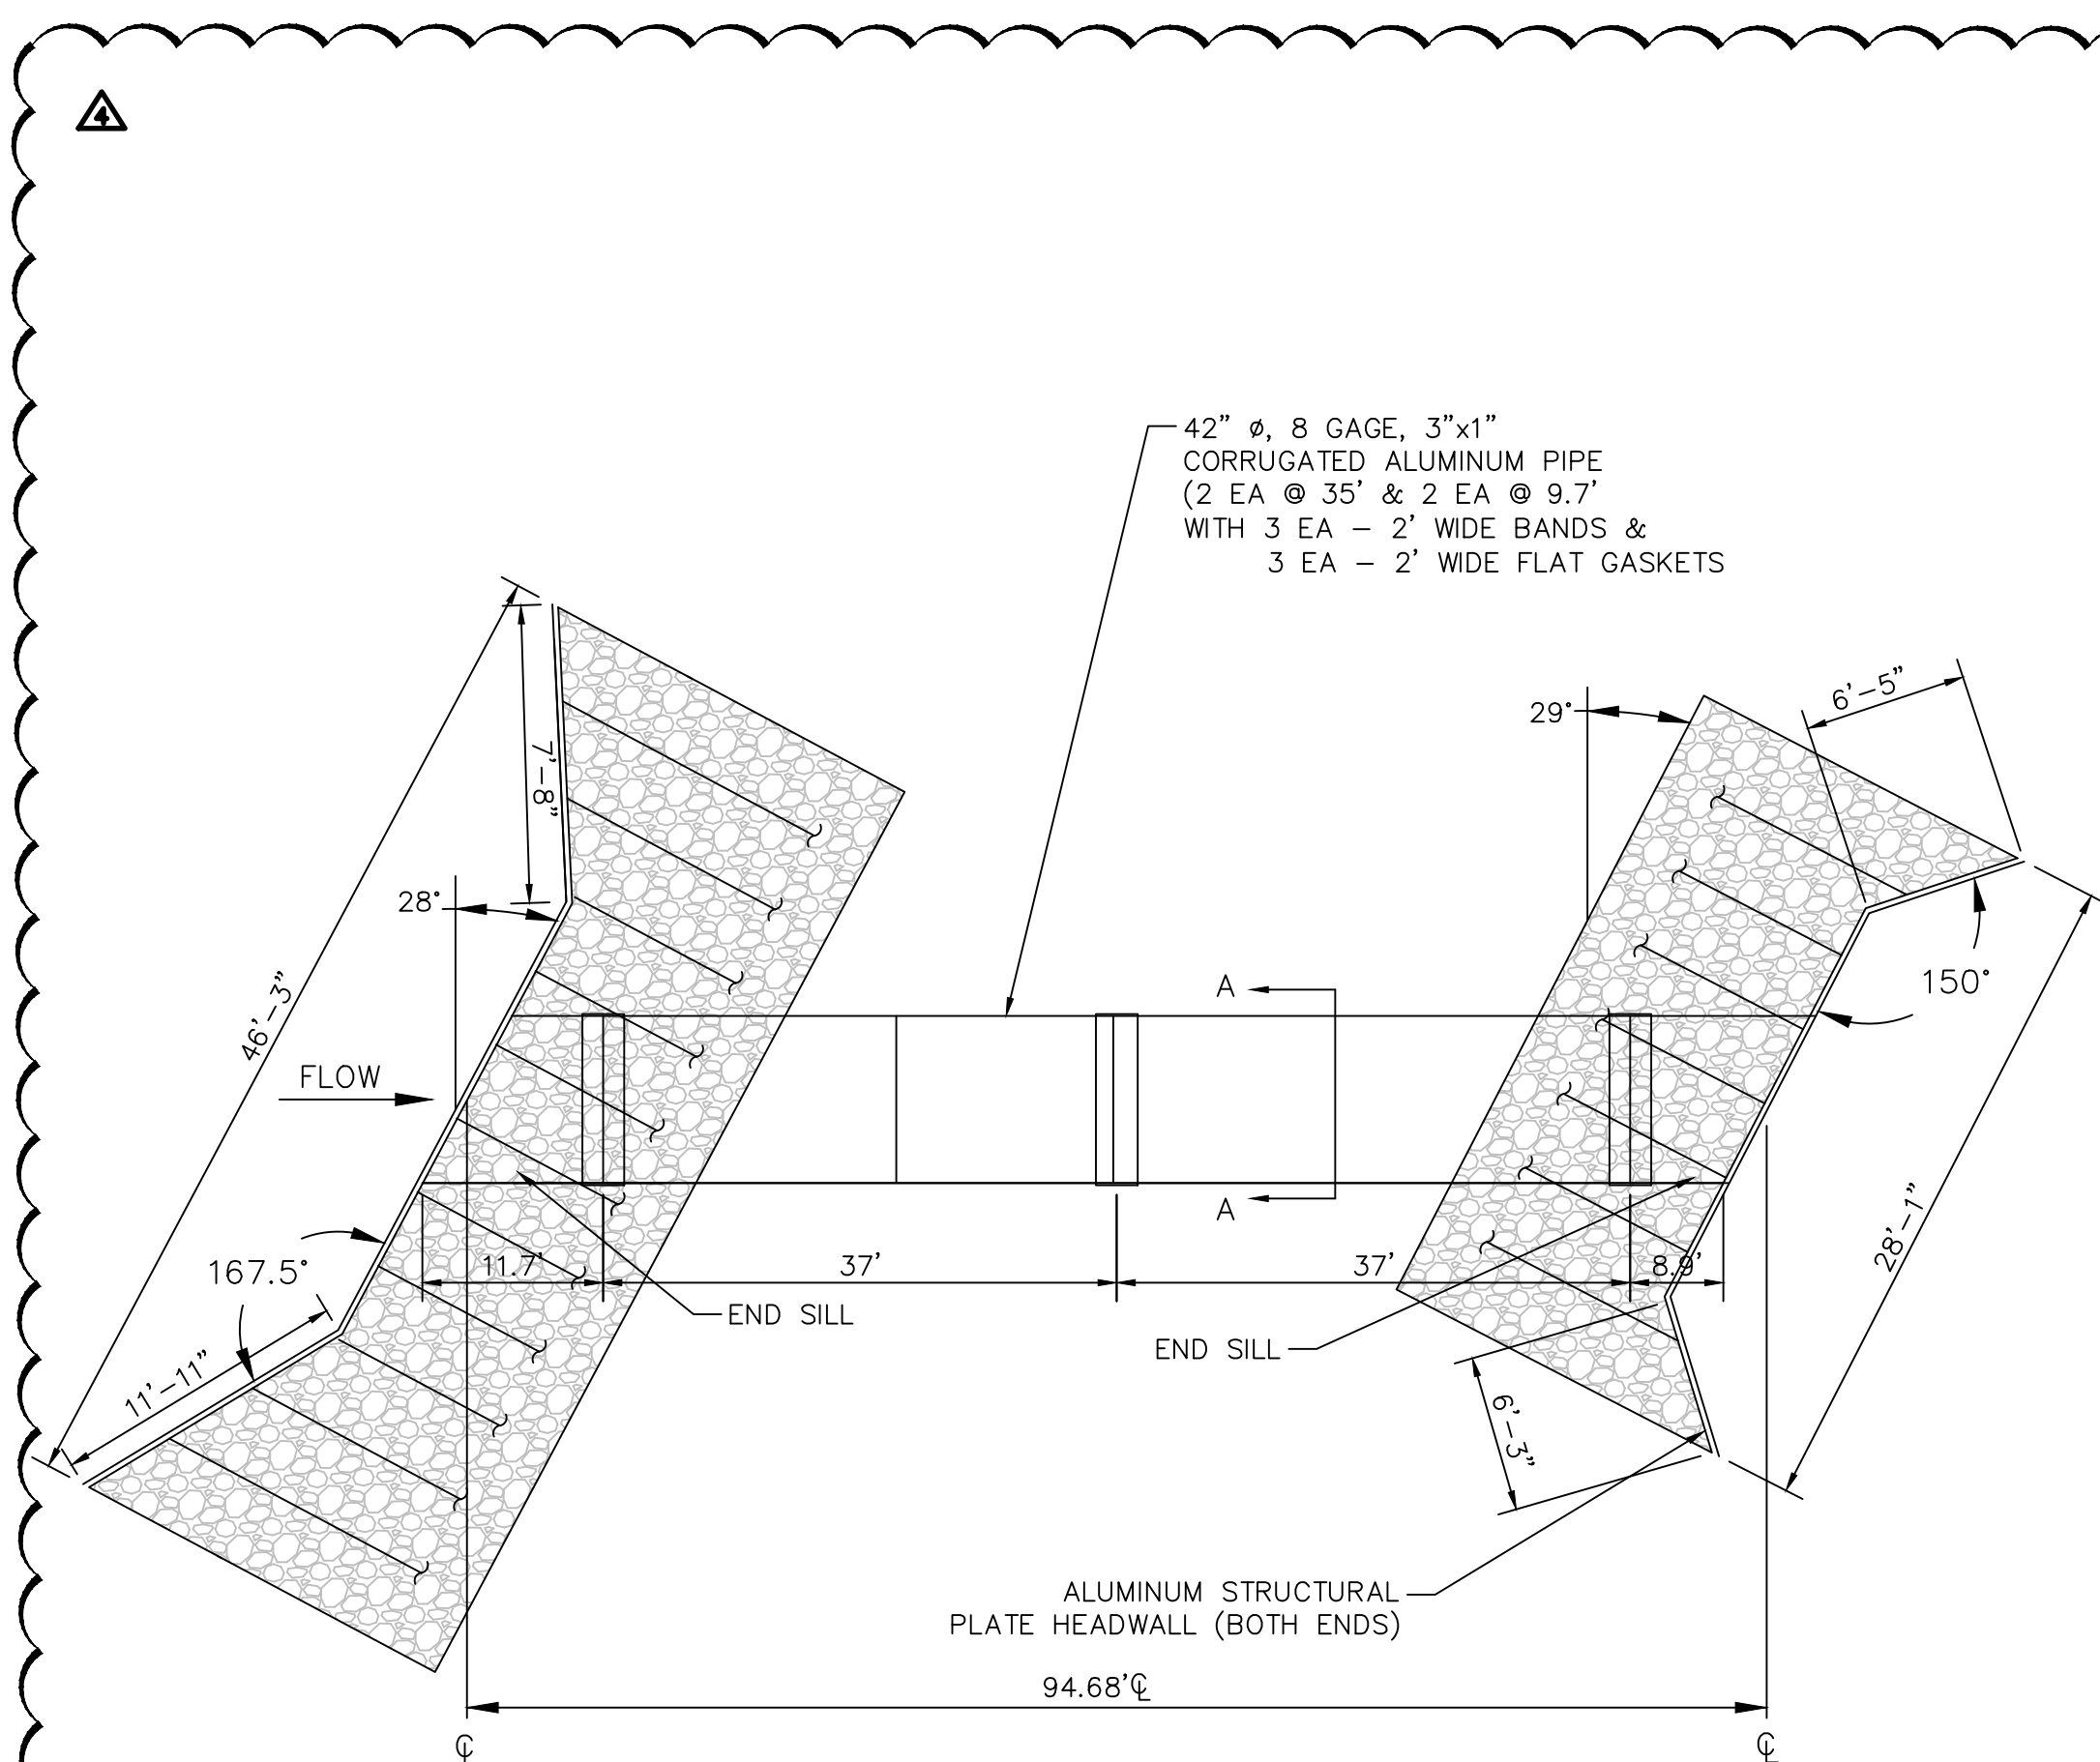 4
42” ø, 8 GAGE, 3”x1”
CORRUGATED ALUMINUM PIPE
(2 EA @ 35’ & 2 EA @ 9.7’
WITH 3 EA – 2’ WIDE BANDS &
3 EA – 2’ WIDE FLAT GASKETS
46’–3”
7’–8”
28°
29°
6’–5”
150°
A
FLOW
A
167.5°
11.7’
37’
37’
8.9’
28’–1”
11’–11”
END SILL
END SILL
6’–3”
ALUMINUM STRUCTURAL
PLATE HEADWALL (BOTH ENDS)
94.68’℄
℄
℄